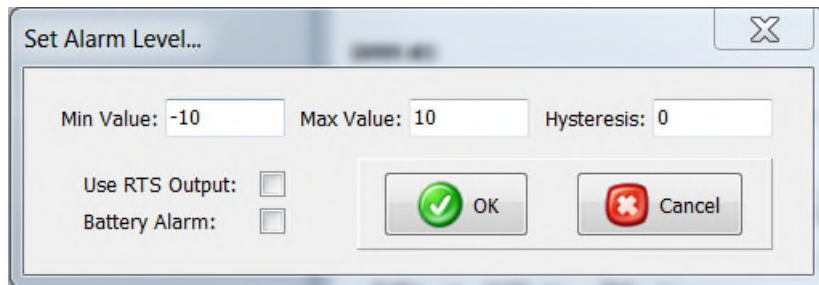 Set Alarm Level...
Min Value: -10 Max Value: 10 Hysteresis: 0
Use RTS Output:
Battery Alarm:
OK Cancel